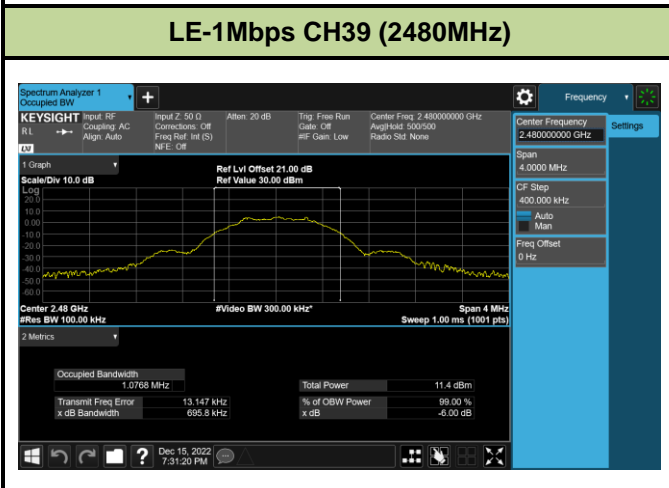 LE-1Mbps CH39 (2480MHz)
Spectrum Analyzer 1
Occupied BW
+
Frequency
KEYSIGHT
R L
LXI
Input: RF
Coupling: AC
Align: Auto
Input Z: 50 Ω
Corrections: Off
Freq Ref: Int (S)
NFE: Off
Atten: 20 dB
Trig: Free Run
Gate: Off
#IF Gain: Low
Center Freq: 2.480000000 GHz
Avg|Hold: 500/500
Radio Std: None
Center Frequency
2.480000000 GHz
Settings
Span
4.0000 MHz
CF Step
400.000 kHz
Auto
Man
Freq Offset
0 Hz
1 Graph
Scale/Div 10.0 dB
Ref Lvl Offset 21.00 dB
Ref Value 30.00 dBm
Log
20.0
10.0
0.00
-10.0
-20.0
-30.0
-40.0
-50.0
-60.0
Center 2.48 GHz
#Res BW 100.00 kHz
#Video BW 300.00 kHz*
Span 4 MHz
Sweep 1.00 ms (1001 pts)
2 Metrics
Occupied Bandwidth
1.0768 MHz
Total Power 11.4 dBm
Transmit Freq Error 13.147 kHz
% of OBW Power 99.00 %
x dB Bandwidth 695.8 kHz
x dB -6.00 dB
?
Dec 15, 2022
7:31:20 PM